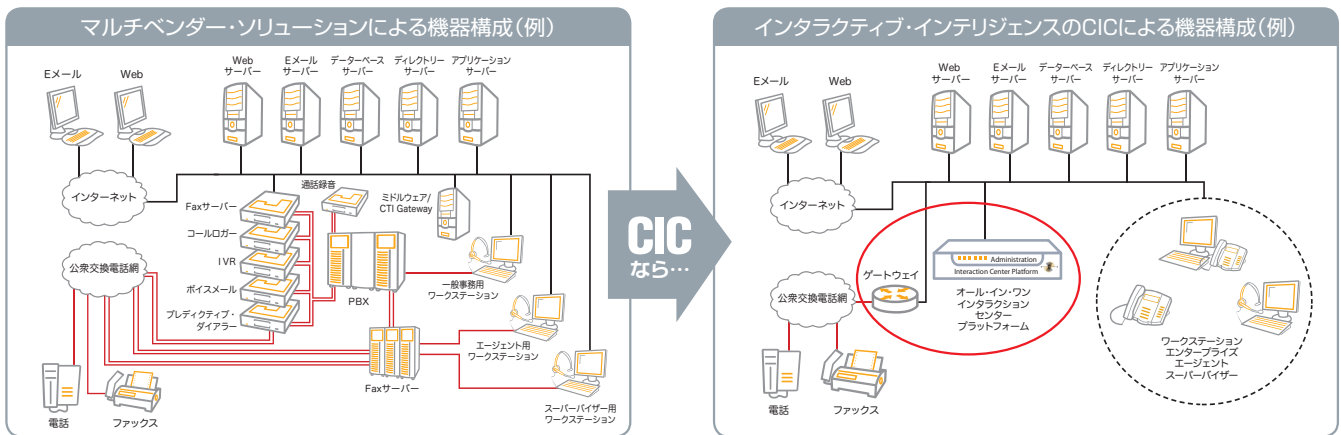 マルチベンダー・ソリューションによる機器構成(例)
Eメール
Web
Web
サーバー
Eメール
サーバー
データーベース
サーバー
ディレクトリー
サーバー
アプリケーション
サーバー
インターネット
Faxサーバー
コールロガー
IVR
ボイスメール
プレディクティブ・
ダイアラー
通話録音
ミドルウェア/
CTI Gateway
PBX
一般事務用
ワークステーション
公衆交換電話網
エージェント用
ワークステーション
Faxサーバー
スーパーバイザー用
ワークステーション
電話
ファックス
CIC
なら…
インタラクティブ・インテリジェンスのCICによる機器構成(例)
Eメール
Web
Web
サーバー
Eメール
サーバー
データーベース
サーバー
ディレクトリー
サーバー
アプリケーション
サーバー
インターネット
公衆交換電話網
ゲートウェイ
Administration
Interaction Center Platform
オール・イン・ワン
インタラクション
センター
プラットフォーム
ワークステーション
エンタープライズ
エージェント
スーパーバイザー
電話
ファックス